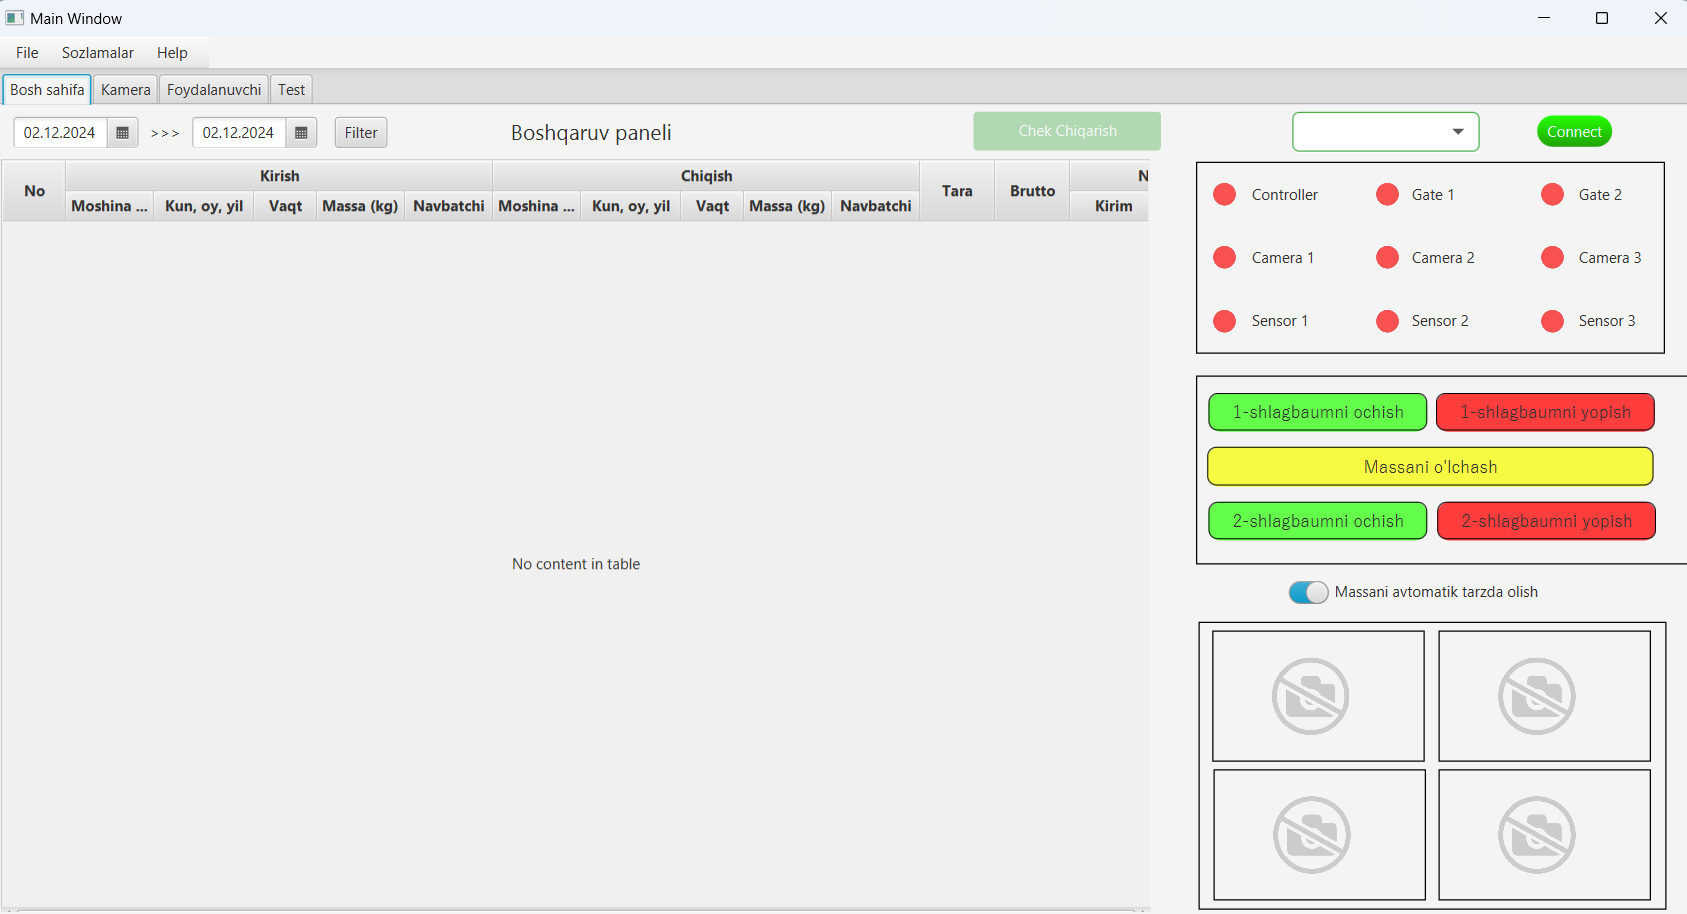 Main Window
File Sozlamalar Help
Bosh sahifa Kamera Foydalanuvchi Test
02.12.2024 >>> 02.12.2024 Filter Boshqaruv paneli Chek Chiqarish Connect
No Kirish Chiqish Tara Brutto N
Moshina ... Kun, oy, yil Vaqt Massa (kg) Navbatchi Moshina ... Kun, oy, yil Vaqt Massa (kg) Navbatchi Kirim
No content in table
Controller Gate 1 Gate 2
Camera 1 Camera 2 Camera 3
Sensor 1 Sensor 2 Sensor 3
1-shlagbaumni ochish 1-shlagbaumni yopish
Massani o'lchash
2-shlagbaumni ochish 2-shlagbaumni yopish
Massani avtomatik tarzda olish